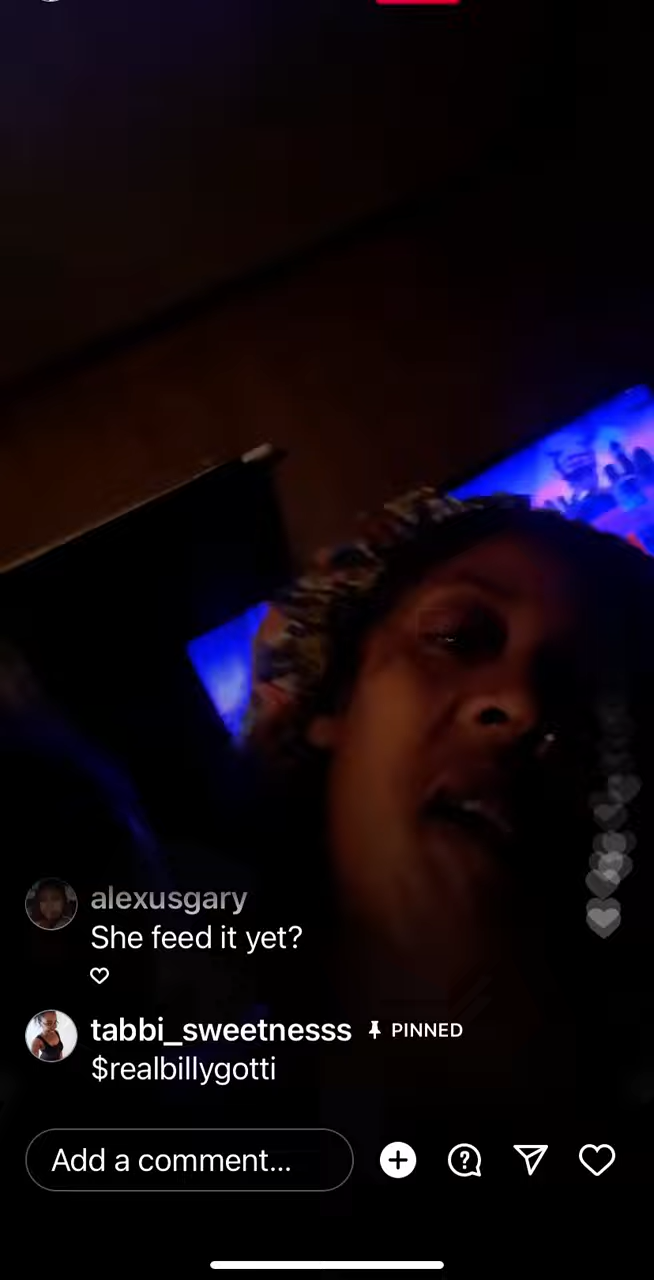 alexusgary
She feed it yet?
tabbi_sweetnesss PINNED
$realbillygotti
Add a comment...